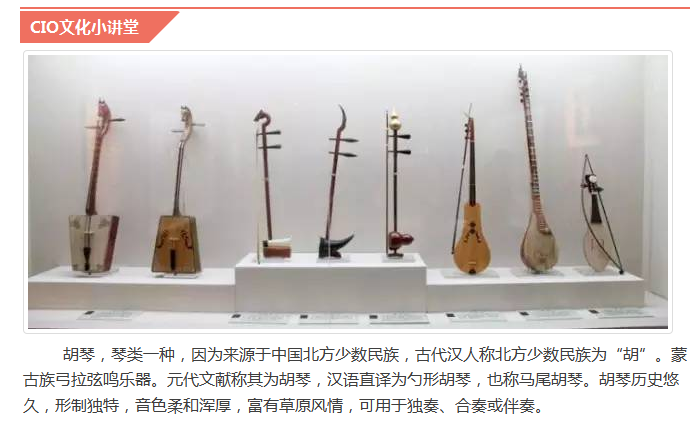 CIO文化小讲堂
胡琴，琴类一种，因为来源于中国北方少数民族，古代汉人称北方少数民族为“胡”。蒙
古族弓拉弦鸣乐器。元代文献称其为胡琴，汉语直译为勺形胡琴，也称马尾胡琴。胡琴历史悠
久，形制独特，音色柔和浑厚，富有草原风情，可用于独奏、合奏或伴奏。